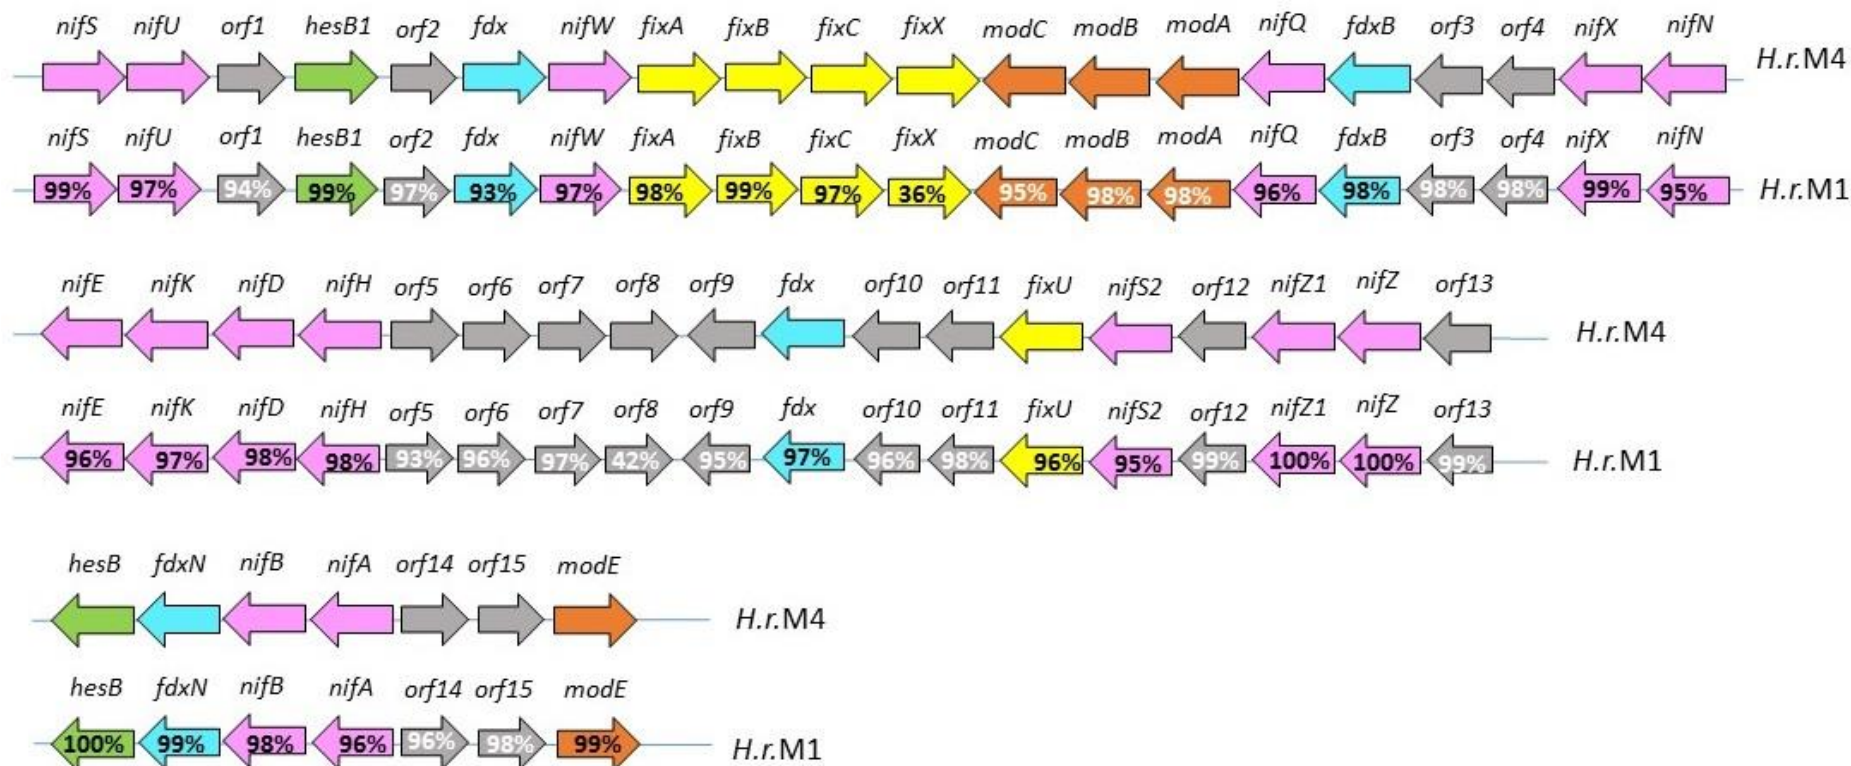 nifS nifU orf1 hesB1 orf2 fdx nifW fixA fixB fixC fixX modC modB modA nifQ fdxB orf3 orf4 nifX nifN
H.r.M4
nifS nifU orf1 hesB1 orf2 fdx nifW fixA fixB fixC fixX modC modB modA nifQ fdxB orf3 orf4 nifX nifN
99% 97% 94% 99% 97% 93% 97% 98% 99% 97% 36% 95% 98% 98% 96% 98% 98% 98% 99% 95% H.r.M1
nifE nifK nifD nifH orf5 orf6 orf7 orf8 orf9 fdx orf10 orf11 fixU nifS2 orf12 nifZ1 nifZ orf13
H.r.M4
nifE nifK nifD nifH orf5 orf6 orf7 orf8 orf9 fdx orf10 orf11 fixU nifS2 orf12 nifZ1 nifZ orf13
96% 97% 98% 98% 93% 96% 97% 42% 95% 97% 96% 98% 96% 95% 99% 100% 100% 99% H.r.M1
hesB fdxN nifB nifA orf14 orf15 modE
H.r.M4
hesB fdxN nifB nifA orf14 orf15 modE
100% 99% 98% 96% 96% 98% 99% H.r.M1